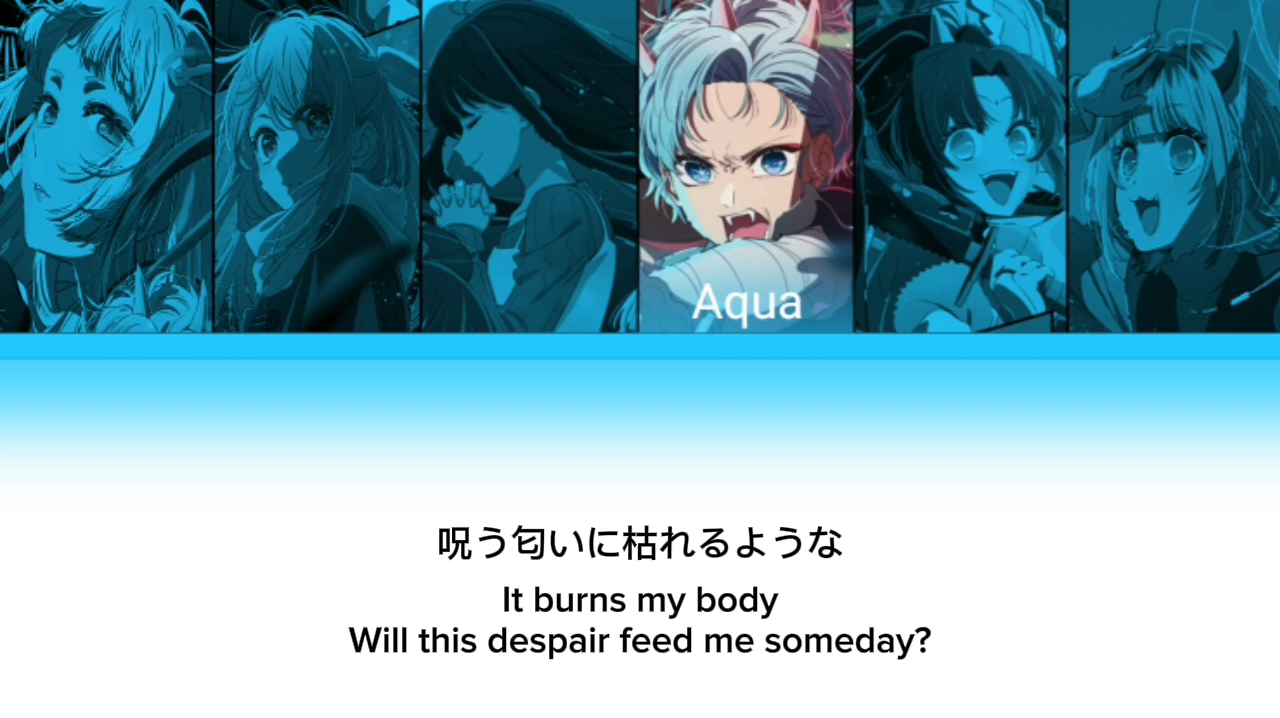 Aqua
呪う匂いに枯れるような
It burns my body
Will this despair feed me someday?